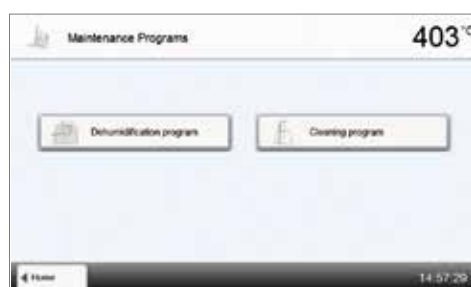 Maintenance Programs
403 °C
Dehumidification program
Cleaning program
Home
14:57:29